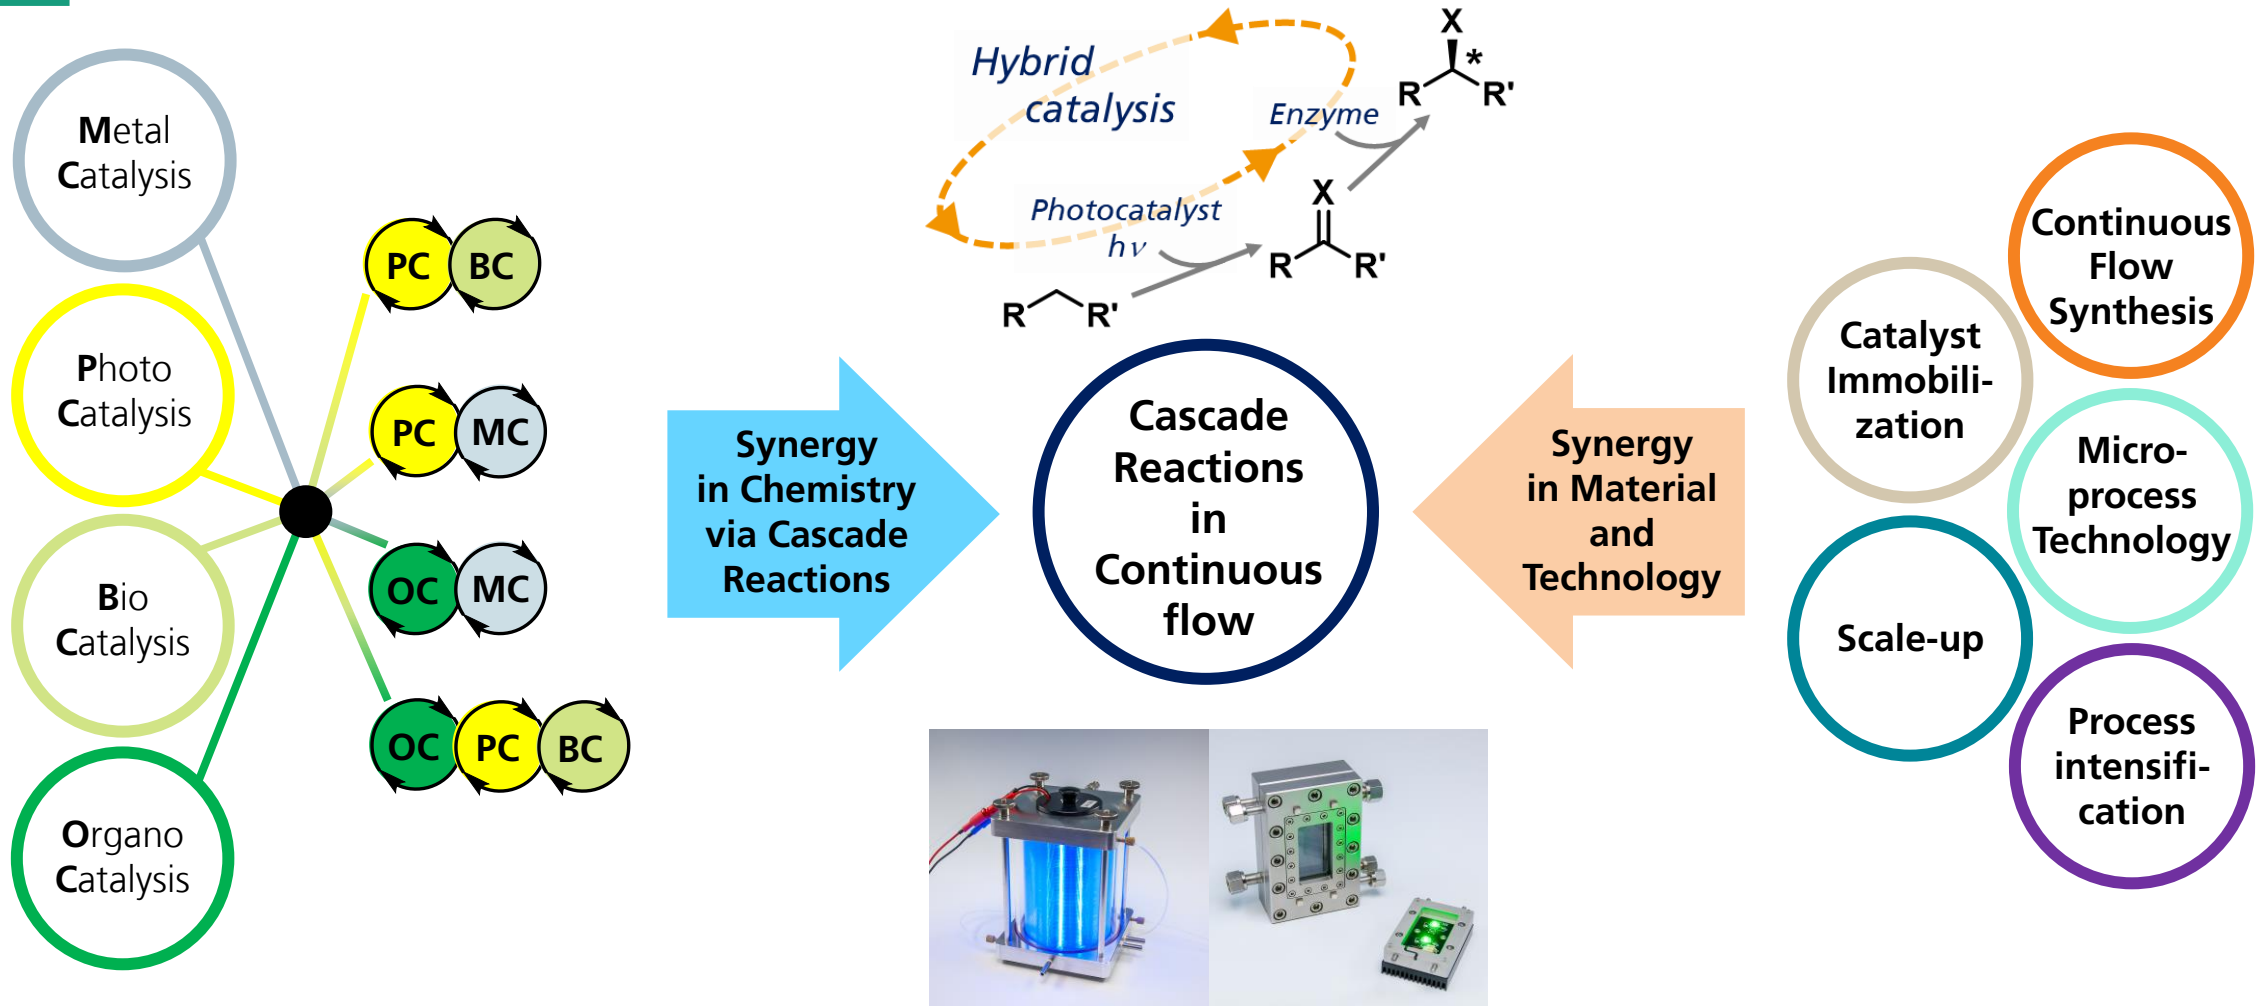 Metal
Catalysis
Photo
Catalysis
Bio
Catalysis
Organo
Catalysis
PC BC
PC MC
OC MC
OC PC BC
Synergy
in Chemistry
via Cascade
Reactions
Hybrid
catalysis
Photocatalyst
hν
Enzyme
R R'
X
R R'
X
*
R R'
Cascade
Reactions
in
Continuous
flow
Synergy
in Material
and
Technology
Catalyst
Immobili-
zation
Scale-up
Continuous
Flow
Synthesis
Micro-
process
Technology
Process
intensifi-
cation